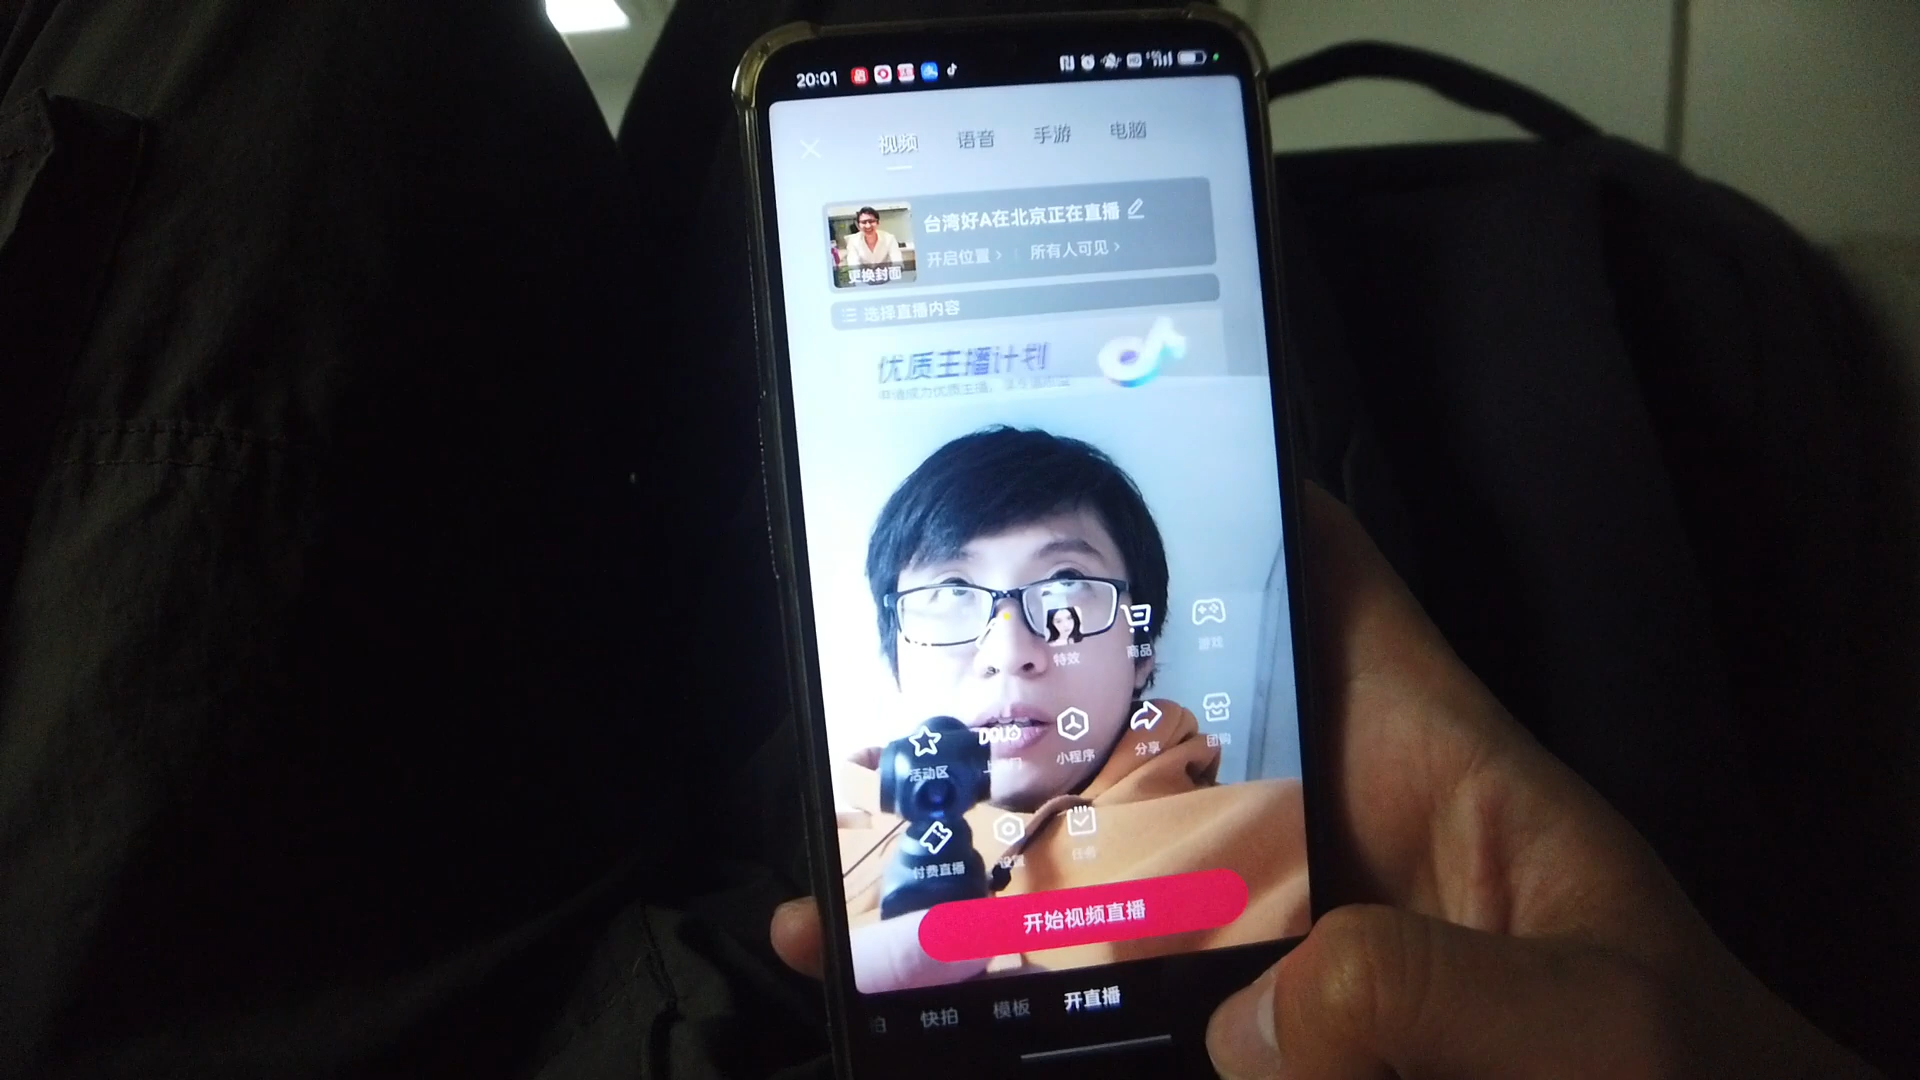 20:01
视频 语音 手游 电脑
台湾好A在北京正在直播
更换封面 开启位置 > 所有人可见 >
选择直播内容
优质主播计划
特效 商品 游戏
DOU+
活动区 小程序 分享 团购
付费直播 设置 任务
开始视频直播
拍 快拍 模板 开直播